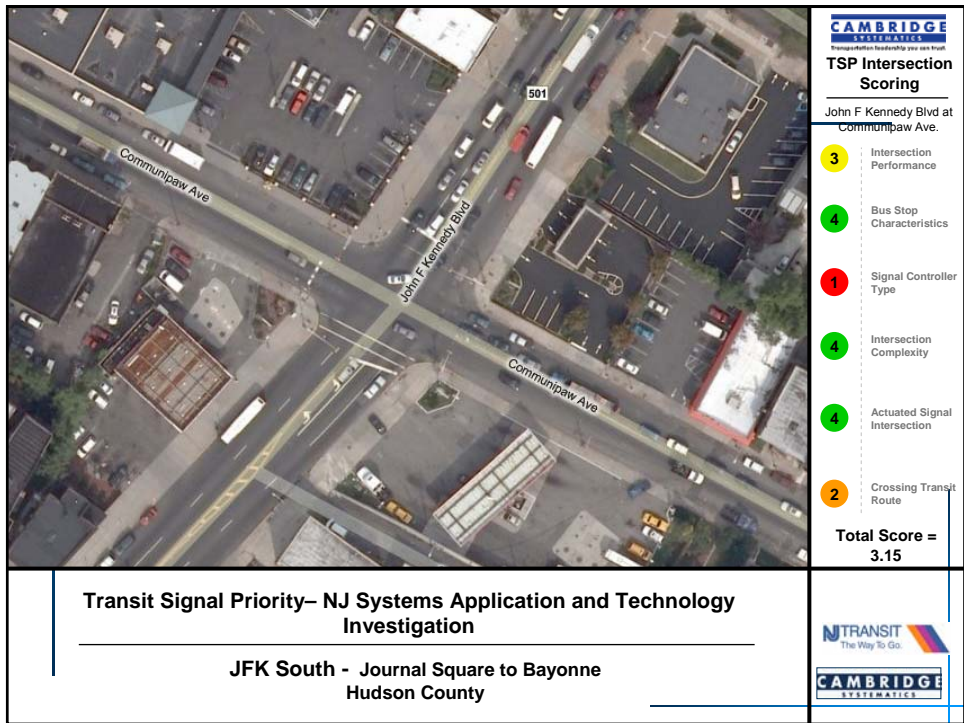 501
Communipaw Ave
John F Kennedy Blvd
Communipaw Ave
CAMBRIDGE
SYSTEMATICS
Transportation leadership you can trust.
TSP Intersection
Scoring
John F Kennedy Blvd at
Communipaw Ave.
3
Intersection
Performance
4
Bus Stop
Characteristics
1
Signal Controller
Type
4
Intersection
Complexity
4
Actuated Signal
Intersection
2
Crossing Transit
Route
Total Score =
3.15
Transit Signal Priority– NJ Systems Application and Technology
Investigation
JFK South - Journal Square to Bayonne
Hudson County
NJ TRANSIT
The Way To Go.
CAMBRIDGE
SYSTEMATICS